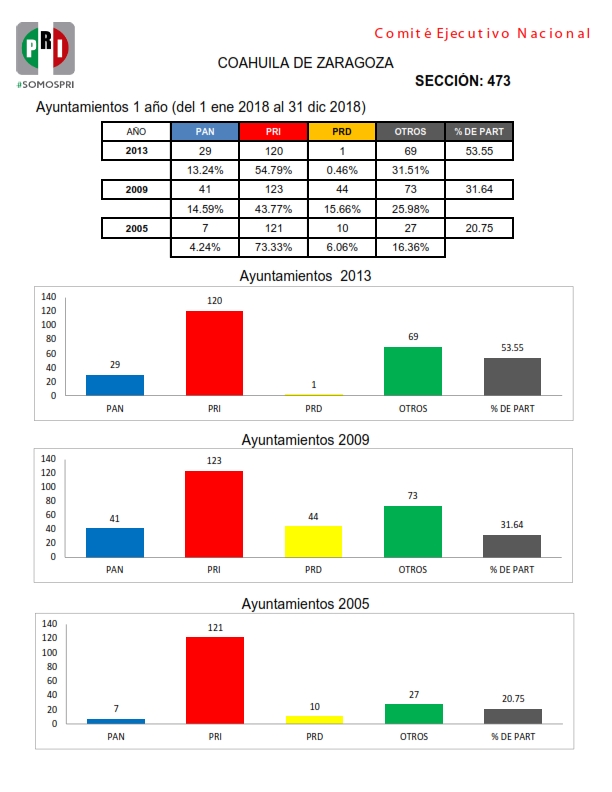 Comité Ejecutivo Nacional
PRI
#SOMOSPRI
COAHUILA DE ZARAGOZA
SECCIÓN: 473
Ayuntamientos 1 año (del 1 ene 2018 al 31 dic 2018)
AÑO PAN PRI PRD OTROS % DE PART
2013 29 120 1 69 53.55
13.24% 54.79% 0.46% 31.51%
2009 41 123 44 73 31.64
14.59% 43.77% 15.66% 25.98%
2005 7 121 10 27 20.75
4.24% 73.33% 6.06% 16.36%
Ayuntamientos 2013
140
120
100
80
60
40
20
0
29 120 1 69 53.55
PAN PRI PRD OTROS % DE PART
Ayuntamientos 2009
140
120
100
80
60
40
20
0
41 123 44 73 31.64
PAN PRI PRD OTROS % DE PART
Ayuntamientos 2005
140
120
100
80
60
40
20
0
7 121 10 27 20.75
PAN PRI PRD OTROS % DE PART